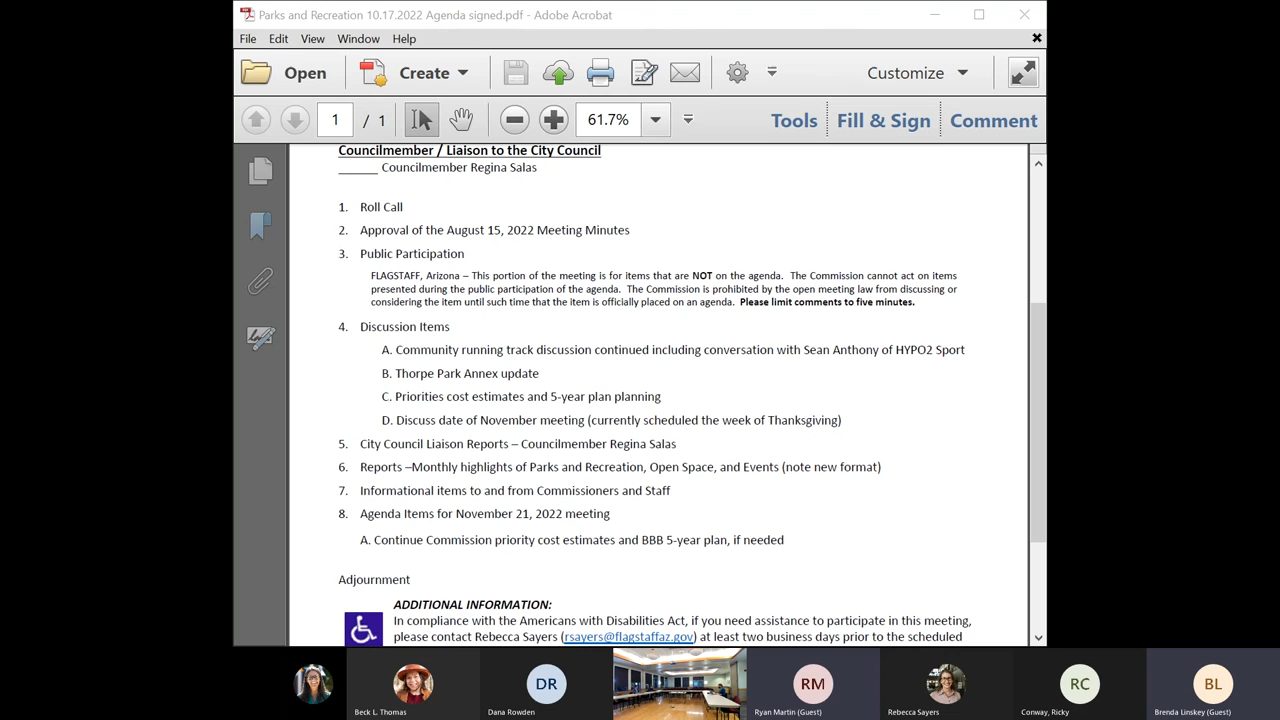 Parks and Recreation 10.17.2022 Agenda signed.pdf - Adobe Acrobat
File Edit View Window Help
Open Create Customize
1 / 1 61.7% Tools Fill & Sign Comment
Councilmember / Liaison to the City Council
______ Councilmember Regina Salas
1. Roll Call
2. Approval of the August 15, 2022 Meeting Minutes
3. Public Participation
FLAGSTAFF, Arizona – This portion of the meeting is for items that are NOT on the agenda. The Commission cannot act on items
presented during the public participation of the agenda. The Commission is prohibited by the open meeting law from discussing or
considering the item until such time that the item is officially placed on an agenda. Please limit comments to five minutes.
4. Discussion Items
A. Community running track discussion continued including conversation with Sean Anthony of HYPO2 Sport
B. Thorpe Park Annex update
C. Priorities cost estimates and 5-year plan planning
D. Discuss date of November meeting (currently scheduled the week of Thanksgiving)
5. City Council Liaison Reports – Councilmember Regina Salas
6. Reports –Monthly highlights of Parks and Recreation, Open Space, and Events (note new format)
7. Informational items to and from Commissioners and Staff
8. Agenda Items for November 21, 2022 meeting
A. Continue Commission priority cost estimates and BBB 5-year plan, if needed
Adjournment
ADDITIONAL INFORMATION:
In compliance with the Americans with Disabilities Act, if you need assistance to participate in this meeting,
please contact Rebecca Sayers (rsayers@flagstaffaz.gov) at least two business days prior to the scheduled
DR RM RC BL
Beck L. Thomas Dana Rowden Ryan Martin (Guest) Rebecca Sayers Conway, Ricky Brenda Linskey (Guest)